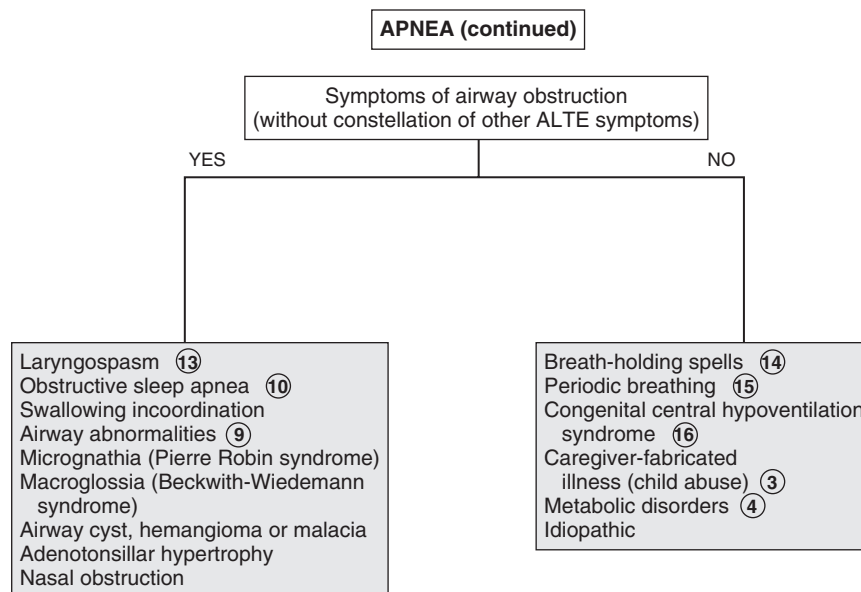 APNEA (continued)
Symptoms of airway obstruction
(without constellation of other ALTE symptoms)
YES
NO
Laryngospasm 13
Obstructive sleep apnea 10
Swallowing incoordination
Airway abnormalities 9
Micrognathia (Pierre Robin syndrome)
Macroglossia (Beckwith-Wiedemann
syndrome)
Airway cyst, hemangioma or malacia
Adenotonsillar hypertrophy
Nasal obstruction
Breath-holding spells 14
Periodic breathing 15
Congenital central hypoventilation
syndrome 16
Caregiver-fabricated
illness (child abuse) 3
Metabolic disorders 4
Idiopathic